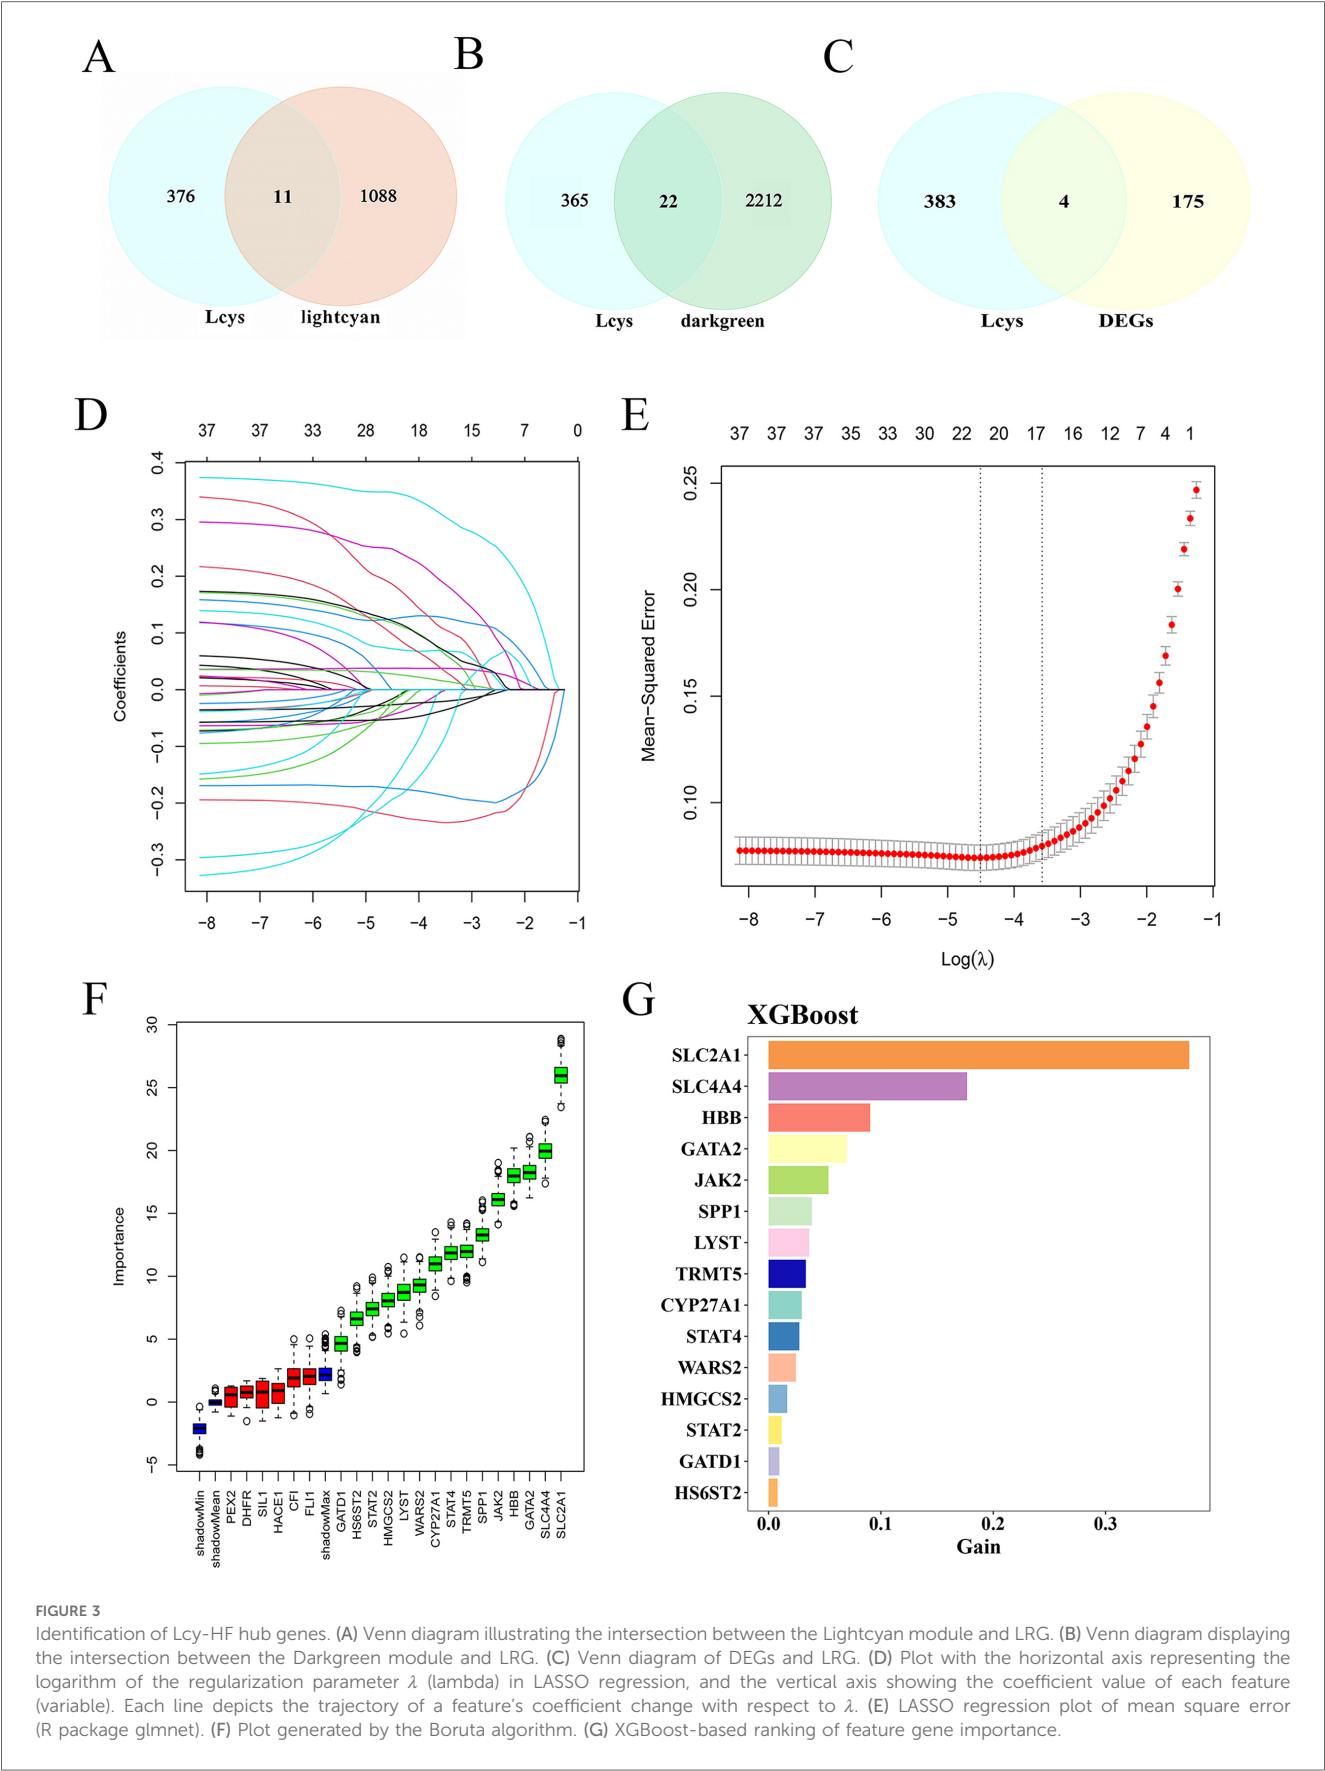 A
B
C
376
11
1088
Lcys
lightcyan
365
22
2212
Lcys
darkgreen
383
4
175
Lcys
DEGs
D
37 37 33 28 18 15 7 0
Coefficients
0.4
0.3
0.2
0.1
0.0
−0.1
−0.2
−0.3
−8 −7 −6 −5 −4 −3 −2 −1
E
37 37 37 35 33 30 22 20 17 16 12 7 4 1
Mean−Squared Error
0.25
0.20
0.15
0.10
−8 −7 −6 −5 −4 −3 −2 −1
Log(λ)
F
Importance
30
25
20
15
10
5
0
−5
shadowMin
shadowMean
PEX2
DHFR
SIL1
HACE1
CFI
FLI1
shadowMax
GATD1
HS6ST2
STAT2
HMGCS2
LYST
WARS2
CYP27A1
STAT4
TRMT5
SPP1
JAK2
HBB
GATA2
SLC4A4
SLC2A1
G
XGBoost
SLC2A1
SLC4A4
HBB
GATA2
JAK2
SPP1
LYST
TRMT5
CYP27A1
STAT4
WARS2
HMGCS2
STAT2
GATD1
HS6ST2
0.0 0.1 0.2 0.3
Gain
FIGURE 3
Identification of Lcy-HF hub genes. (A) Venn diagram illustrating the intersection between the Lightcyan module and LRG. (B) Venn diagram displaying
the intersection between the Darkgreen module and LRG. (C) Venn diagram of DEGs and LRG. (D) Plot with the horizontal axis representing the
logarithm of the regularization parameter λ (lambda) in LASSO regression, and the vertical axis showing the coefficient value of each feature
(variable). Each line depicts the trajectory of a feature's coefficient change with respect to λ. (E) LASSO regression plot of mean square error
(R package glmnet). (F) Plot generated by the Boruta algorithm. (G) XGBoost-based ranking of feature gene importance.